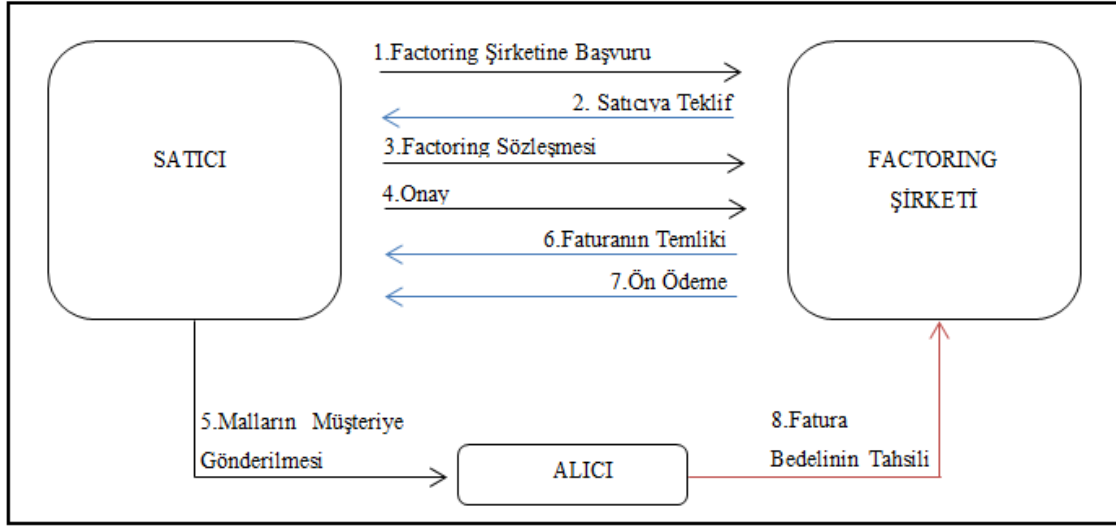 1.Factoring Şirketine Başvuru
2. Satıcıya Teklif
SATICI
3.Factoring Sözleşmesi
FACTORING
ŞİRKETİ
4.Onay
6.Faturanın Temliki
7.Ön Ödeme
5.Malların Müşteriye
Gönderilmesi
ALICI
8.Fatura
Bedelinin Tahsili